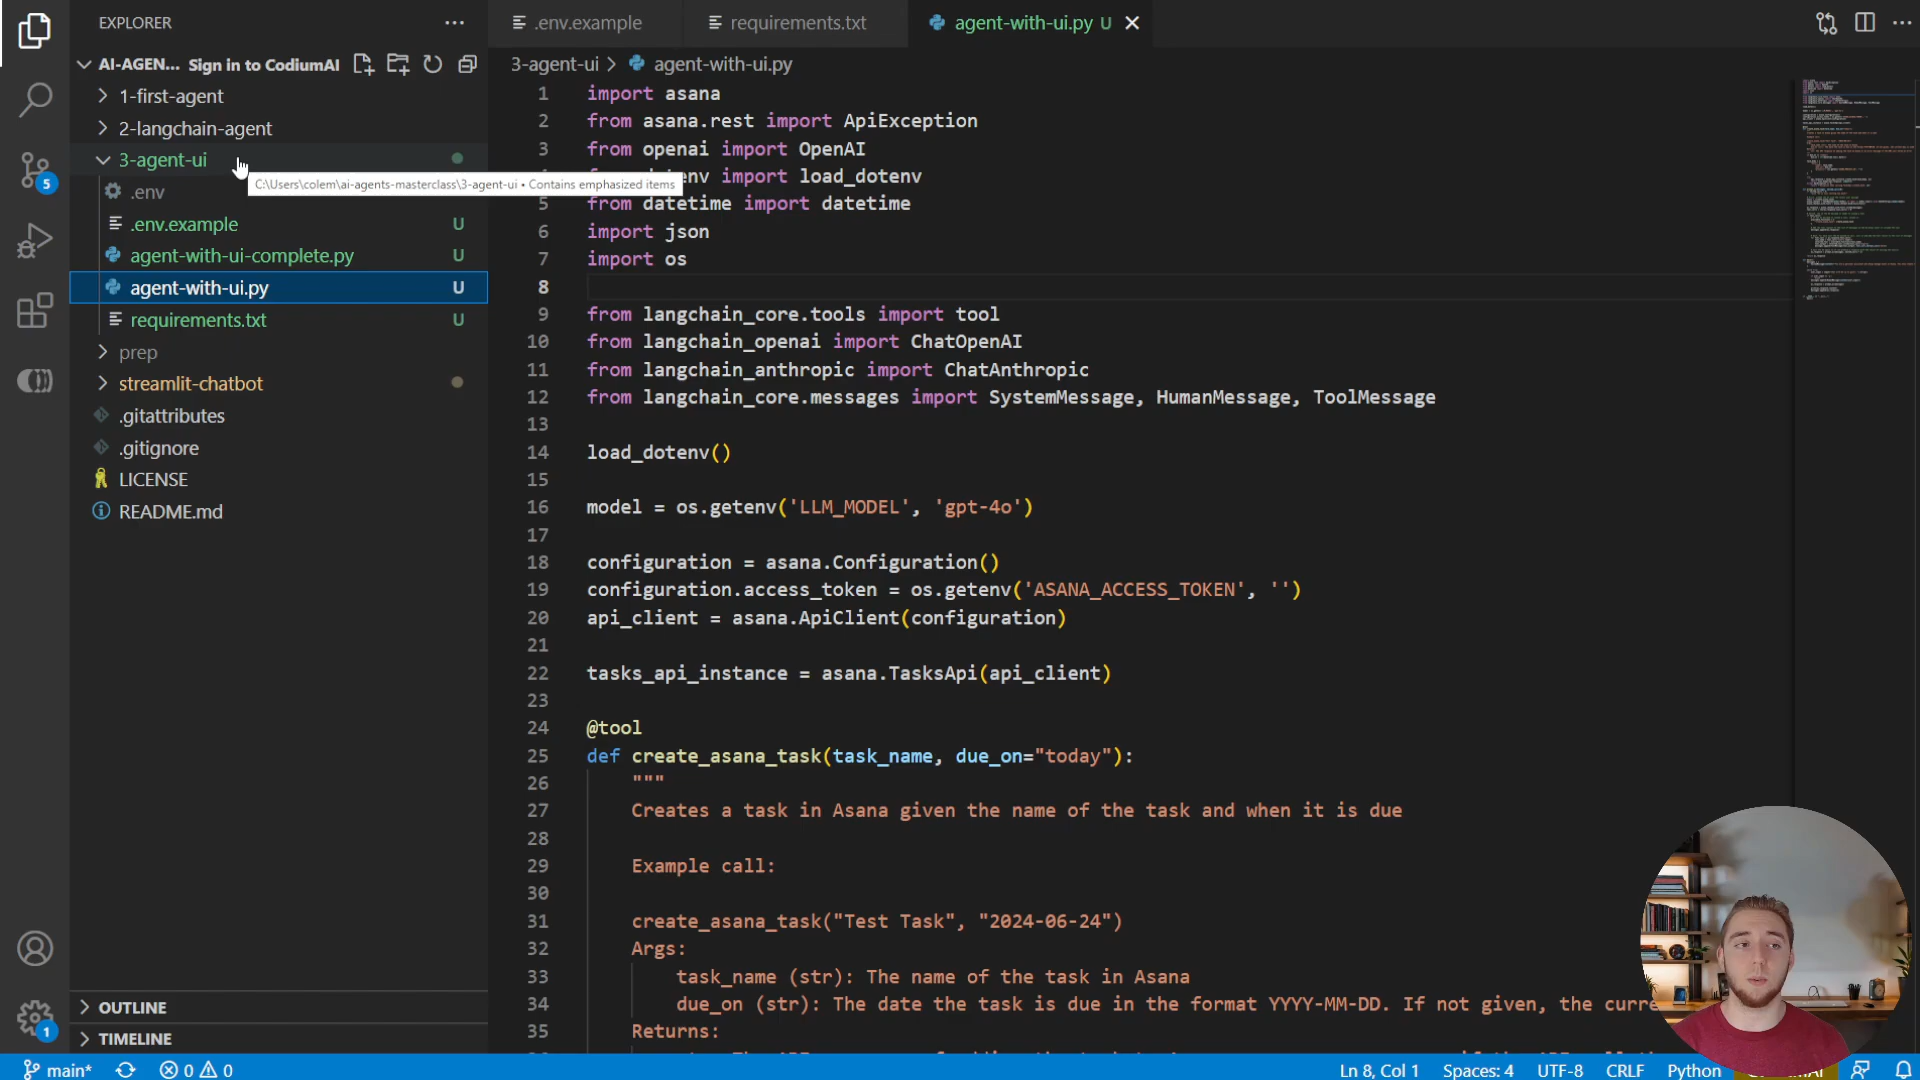 EXPLORER
AI-AGEN... Sign in to CodiumAI
1-first-agent
2-langchain-agent
3-agent-ui
C:\Users\colem\ai-agents-masterclass\3-agent-ui • Contains emphasized items
.env
.env.example U
agent-with-ui-complete.py U
agent-with-ui.py U
requirements.txt U
prep
streamlit-chatbot
.gitattributes
.gitignore
LICENSE
README.md
OUTLINE
TIMELINE
5
1
.env.example
requirements.txt
agent-with-ui.py U
3-agent-ui > agent-with-ui.py
1 import asana
2 from asana.rest import ApiException
3 from openai import OpenAI
import load_dotenv
5 from datetime import datetime
6 import json
7 import os
8
9 from langchain_core.tools import tool
10 from langchain_openai import ChatOpenAI
11 from langchain_anthropic import ChatAnthropic
12 from langchain_core.messages import SystemMessage, HumanMessage, ToolMessage
13
14 load_dotenv()
15
16 model = os.getenv('LLM_MODEL', 'gpt-4o')
17
18 configuration = asana.Configuration()
19 configuration.access_token = os.getenv('ASANA_ACCESS_TOKEN', '')
20 api_client = asana.ApiClient(configuration)
21
22 tasks_api_instance = asana.TasksApi(api_client)
23
24 @tool
25 def create_asana_task(task_name, due_on="today"):
26 """
27 Creates a task in Asana given the name of the task and when it is due
28
29 Example call:
30
31 create_asana_task("Test Task", "2024-06-24")
32 Args:
33 task_name (str): The name of the task in Asana
34 due_on (str): The date the task is due in the format YYYY-MM-DD. If not given, the curre
35 Returns:
main* 0 0
Ln 8, Col 1 Spaces: 4 UTF-8 CRLF Python